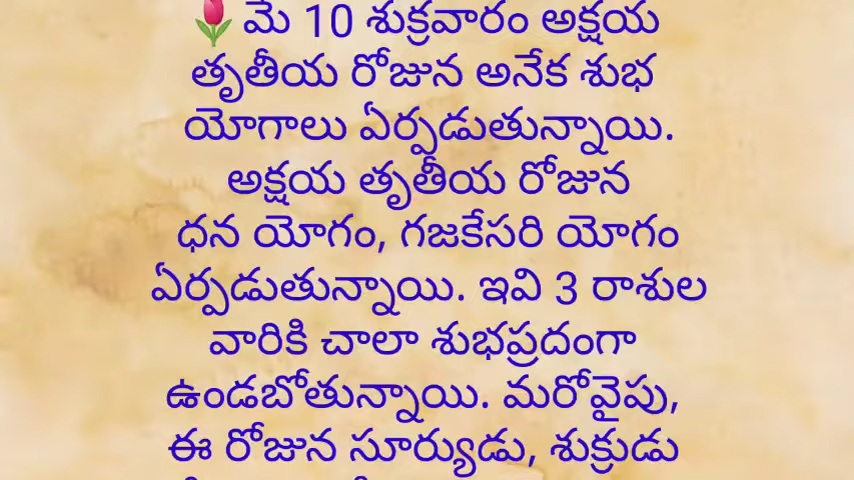 🌷మే 10 శుక్రవారం అక్షయ
తృతీయ రోజున అనేక శుభ
యోగాలు ఏర్పడుతున్నాయి.
అక్షయ తృతీయ రోజున
ధన యోగం, గజకేసరి యోగం
ఏర్పడుతున్నాయి. ఇవి 3 రాశుల
వారికి చాలా శుభప్రదంగా
ఉండబోతున్నాయి. మరోవైపు,
ఈ రోజున సూర్యుడు, శుక్రుడు